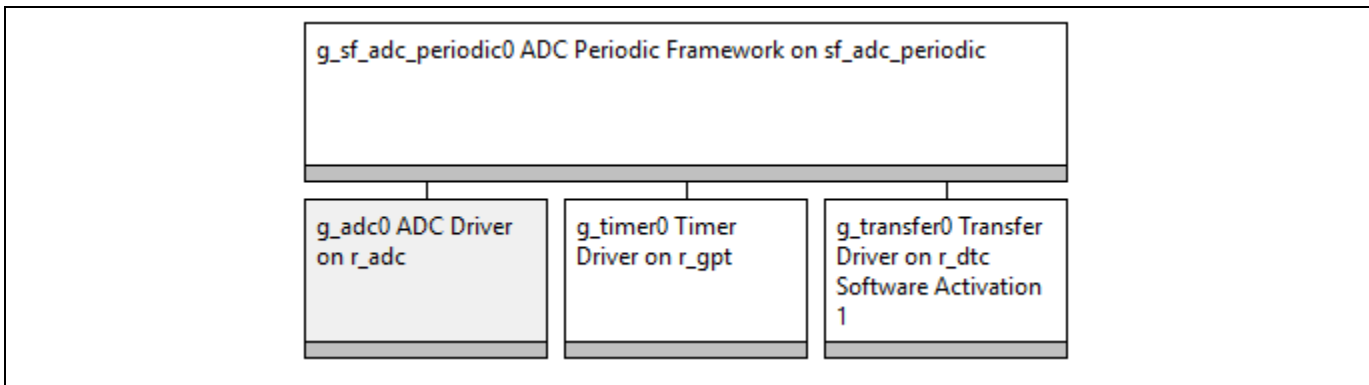 g_sf_adc_periodic0 ADC Periodic Framework on sf_adc_periodic
g_adc0 ADC Driver
on r_adc
g_timer0 Timer
Driver on r_gpt
g_transfer0 Transfer
Driver on r_dtc
Software Activation
1